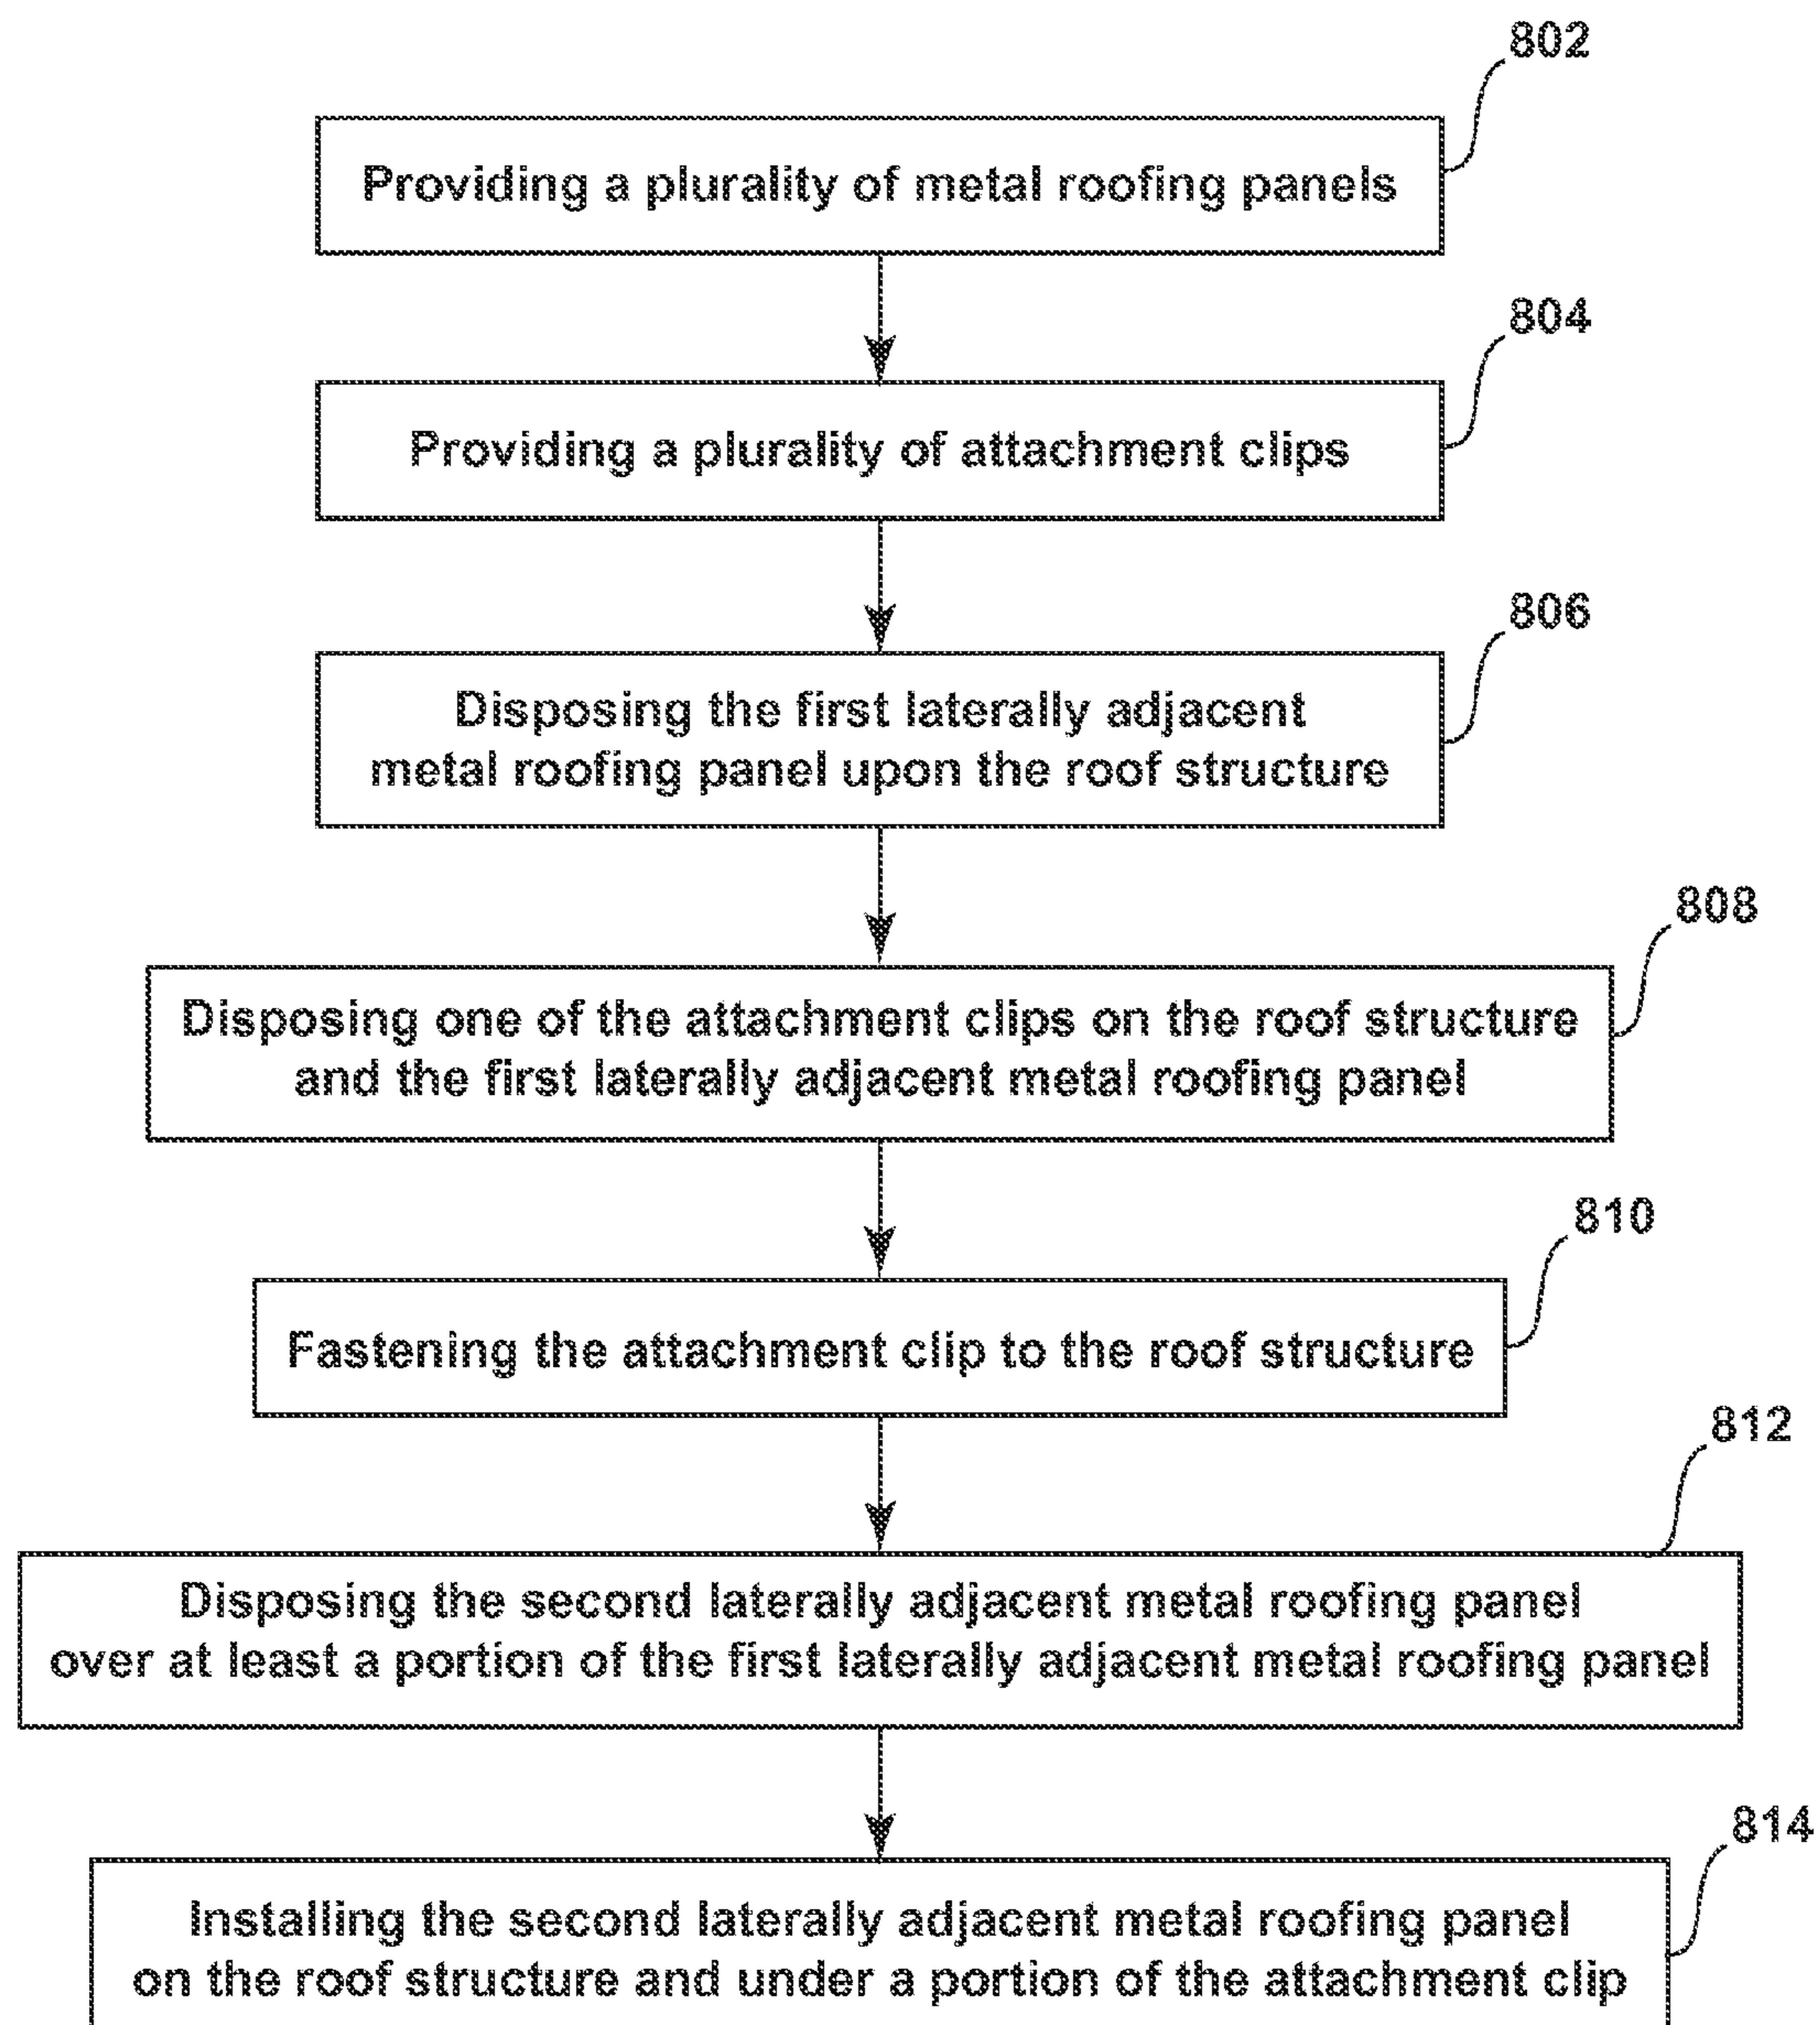 802
Providing a plurality of metal roofing panels
804
Providing a plurality of attachment clips
806
Disposing the first laterally adjacent
metal roofing panel upon the roof structure
808
Disposing one of the attachment clips on the roof structure
and the first laterally adjacent metal roofing panel
810
Fastening the attachment clip to the roof structure
812
Disposing the second laterally adjacent metal roofing panel
over at least a portion of the first laterally adjacent metal roofing panel
814
Installing the second laterally adjacent metal roofing panel
on the roof structure and under a portion of the attachment clip